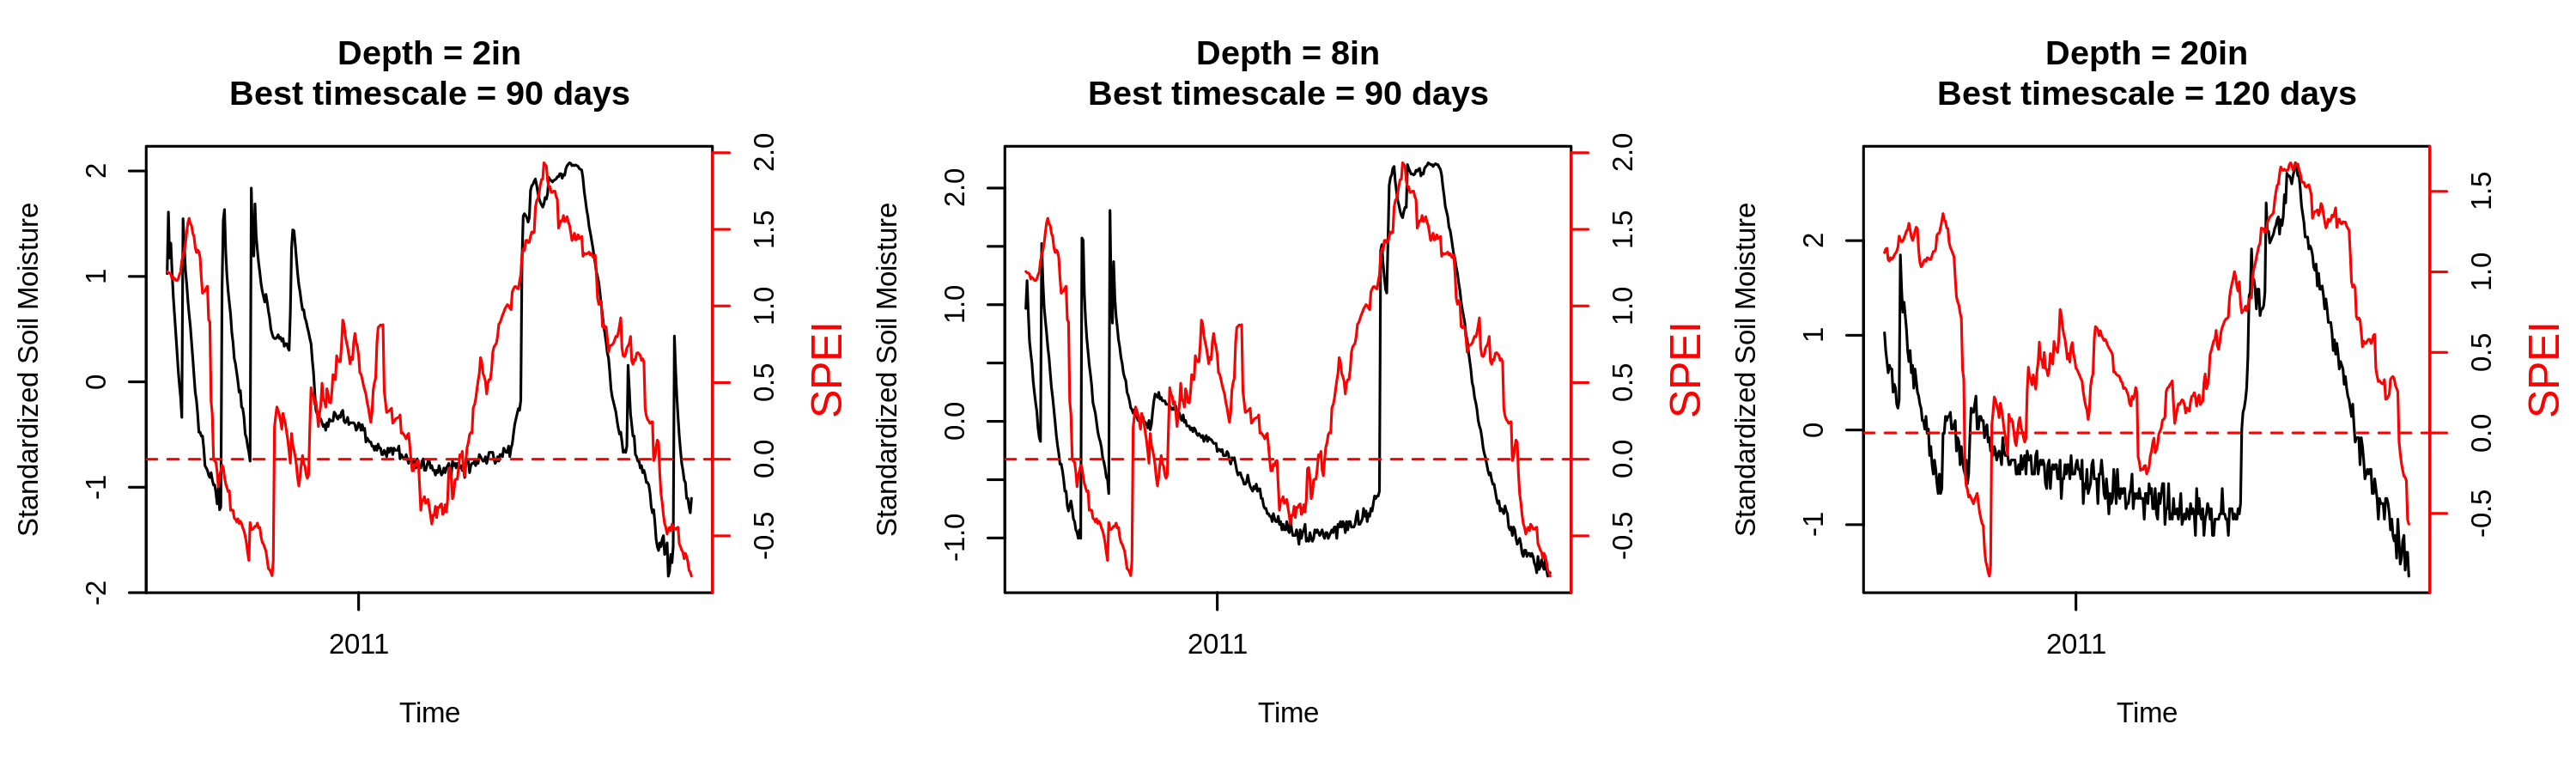 Depth = 2in
Best timescale = 90 days
Standardized Soil Moisture
2
1
0
-1
-2
2.0
1.5
1.0
0.5
0.0
-0.5
SPEI
2011
Time
Depth = 8in
Best timescale = 90 days
Standardized Soil Moisture
2.0
1.0
0.0
-1.0
2.0
1.5
1.0
0.5
0.0
-0.5
SPEI
2011
Time
Depth = 20in
Best timescale = 120 days
Standardized Soil Moisture
2
1
0
-1
1.5
1.0
0.5
0.0
-0.5
SPEI
2011
Time